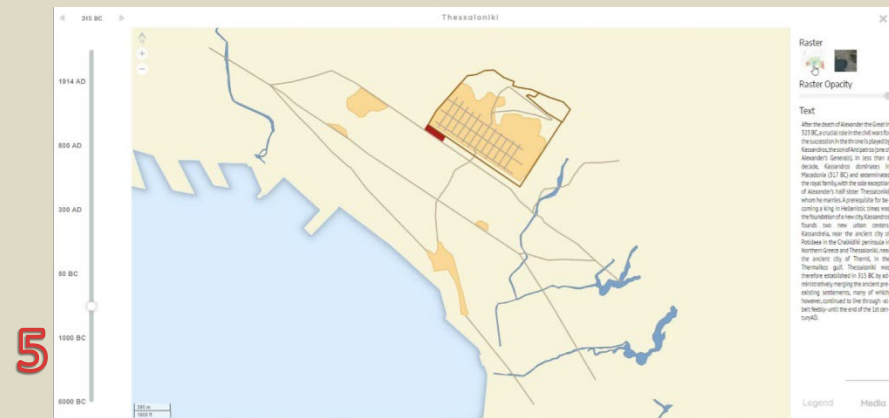 315 BC
Thessaloniki
1914 AD
800 AD
300 AD
50 BC
1000 BC
6000 BC
5
300 m
1000 ft
Raster
Raster Opacity
Text
After the death of Alexander the Great in
323 BC, a crucial role in the civil wars for
the succession in the throne is played by
Kassandros, the son of Antipatros (one of
Alexander's Generals). In less than a
decade, Kassandros dominates in
Macedonia (317 BC) and exterminates
the royal family, with the sole exception
of Alexander's half-sister Thessaloniki
whom he marries. A prerequisite for be-
coming a king in Hellenistic times was
the foundation of a new city. Kassandros
founds two new urban centers:
Kassandreia, near the ancient city of
Potidaea in the Chalkidiki peninsula in
Northern Greece and Thessaloniki, near
the ancient city of Thermi, in the
Thermaikos gulf. Thessaloniki was
therefore established in 315 BC by ad-
ministratively merging the ancient pre-
existing settlements, many of which
however, continued to live through -al-
beit feebly- until the end of the 1st cen-
turyAD.
Legend
Media